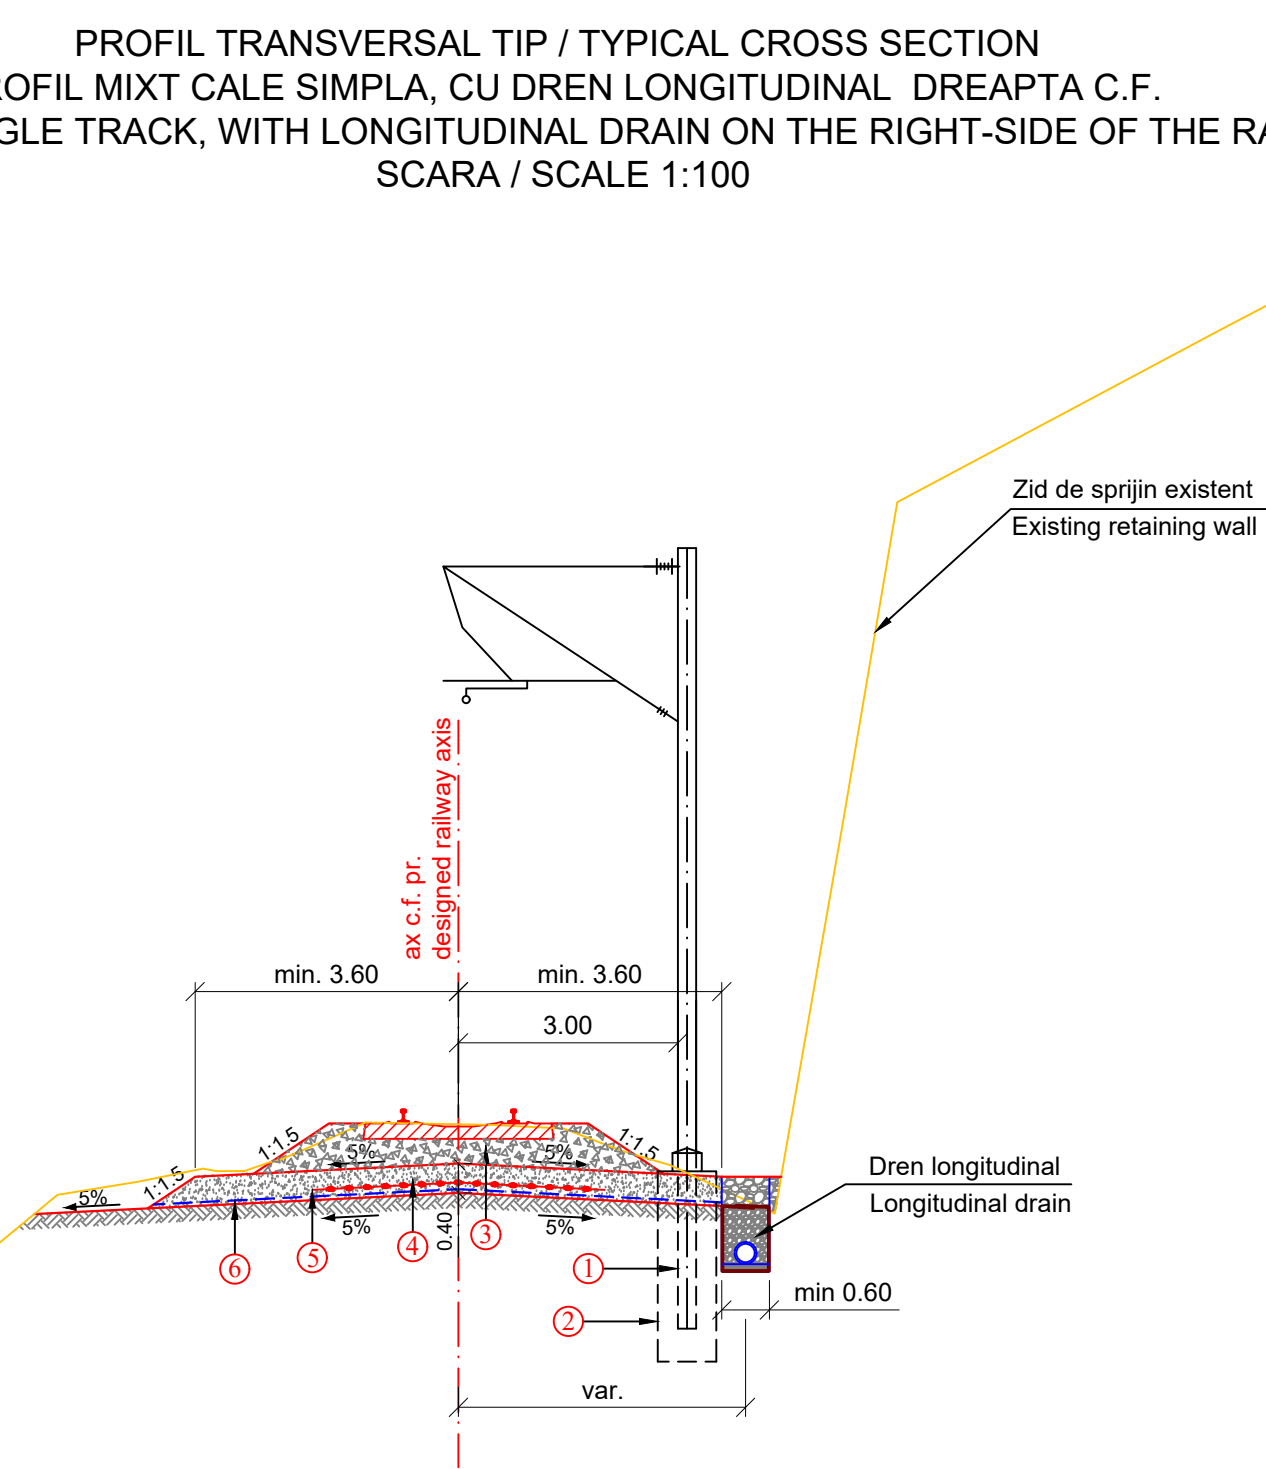 PROFIL TRANSVERSAL TIP / TYPICAL CROSS SECTION
OFIL MIXT CALE SIMPLA, CU DREN LONGITUDINAL DREAPTA C.F.
GLE TRACK, WITH LONGITUDINAL DRAIN ON THE RIGHT-SIDE OF THE RA
SCARA / SCALE 1:100
Zid de sprijin existent
Existing retaining wall
ax c.f. pr.
designed railway axis
min. 3.60
min. 3.60
3.00
1:1.5
1:1.5
5%
5%
1:1.5
5%
5%
5%
0.40
Dren longitudinal
Longitudinal drain
6
5
4
3
1
2
min 0.60
var.